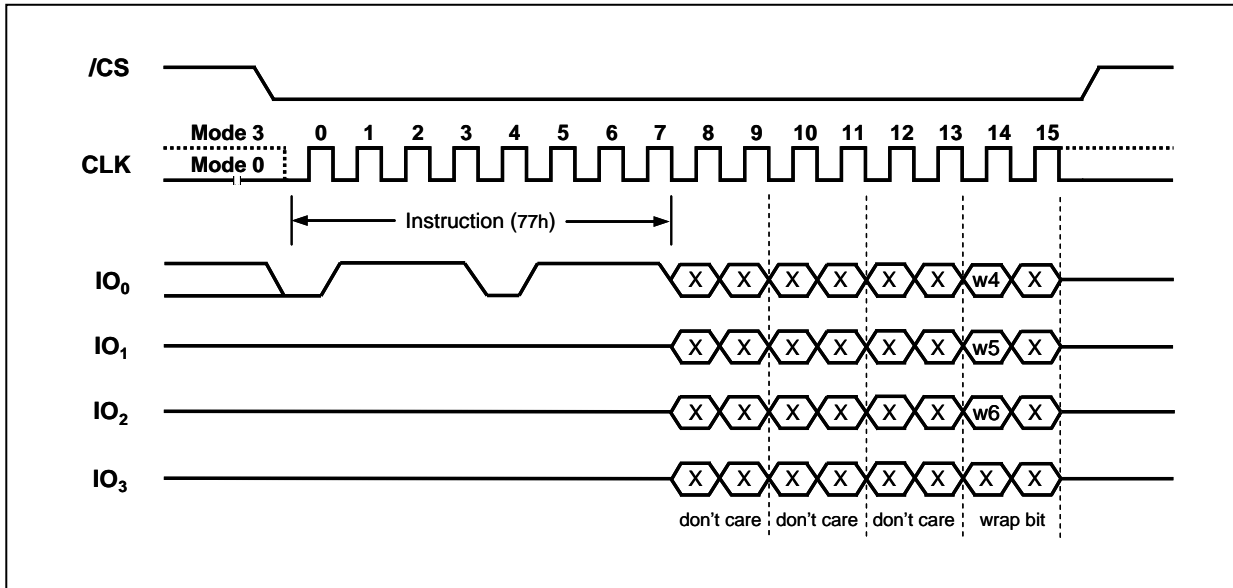 /CS
Mode 3 0 1 2 3 4 5 6 7 8 9 10 11 12 13 14 15
CLK Mode 0
Instruction (77h)
IO0 X X X X X X w4 X
IO1 X X X X X X w5 X
IO2 X X X X X X w6 X
IO3 X X X X X X X X
don't care don't care don't care wrap bit